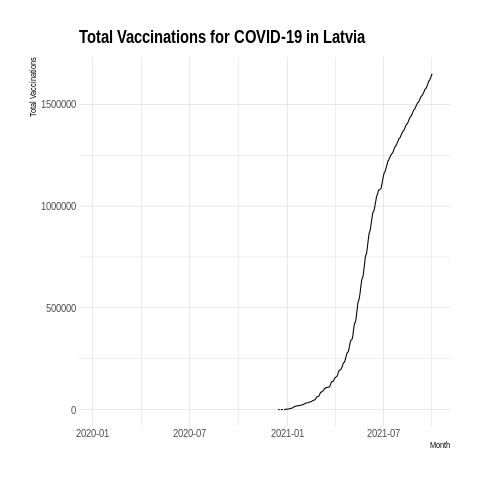 Total Vaccinations for COVID-19 in Latvia
Total Vaccinations
1500000
1000000
500000
0
2020-01
2020-07
2021-01
2021-07
Month